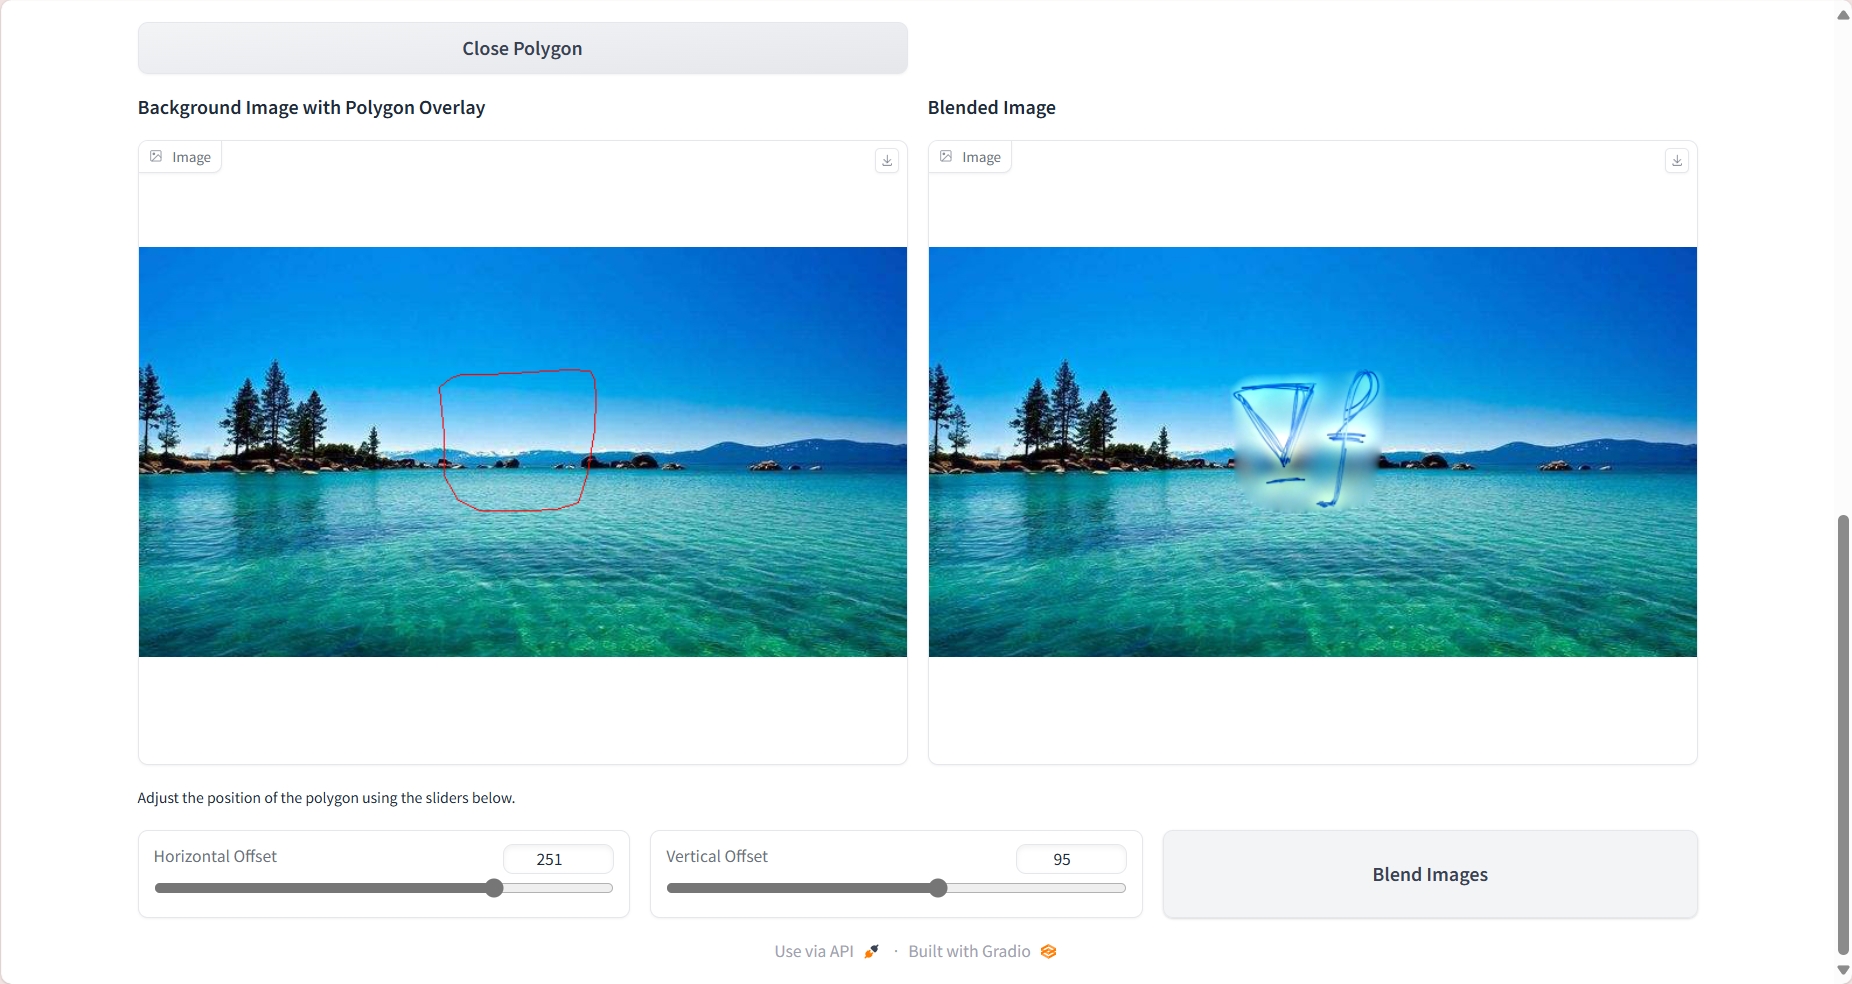 Close Polygon
Background Image with Polygon Overlay
Blended Image
Image
Image
∇f
Adjust the position of the polygon using the sliders below.
Horizontal Offset
251
Vertical Offset
95
Blend Images
Use via API · Built with Gradio